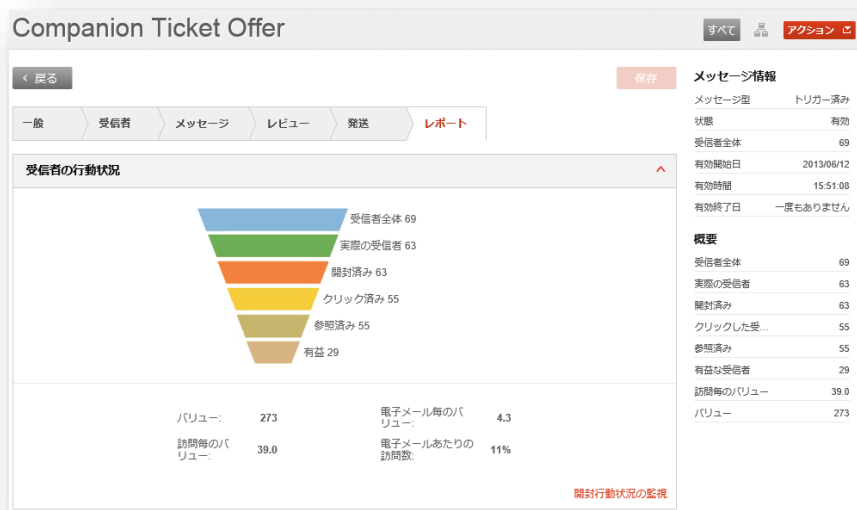 Companion Ticket Offer
すべて
アクション
戻る
保存
一般
受信者
メッセージ
レビュー
発送
レポート
受信者の行動状況
受信者全体 69
実際の受信者 63
開封済み 63
クリック済み 55
参照済み 55
有益 29
バリュー: 273
電子メール毎のバ
リュー: 4.3
訪問毎のバ
リュー: 39.0
電子メールあたりの
訪問数: 11%
開封行動状況の監視
メッセージ情報
メッセージ型 トリガー済み
状態 有効
受信者全体 69
有効開始日 2013/06/12
有効時間 15:51:08
有効終了日 一度もありません
概要
受信者全体 69
実際の受信者 63
開封済み 63
クリックした受... 55
参照済み 55
有益な受信者 29
訪問毎のバリュー 39.0
バリュー 273